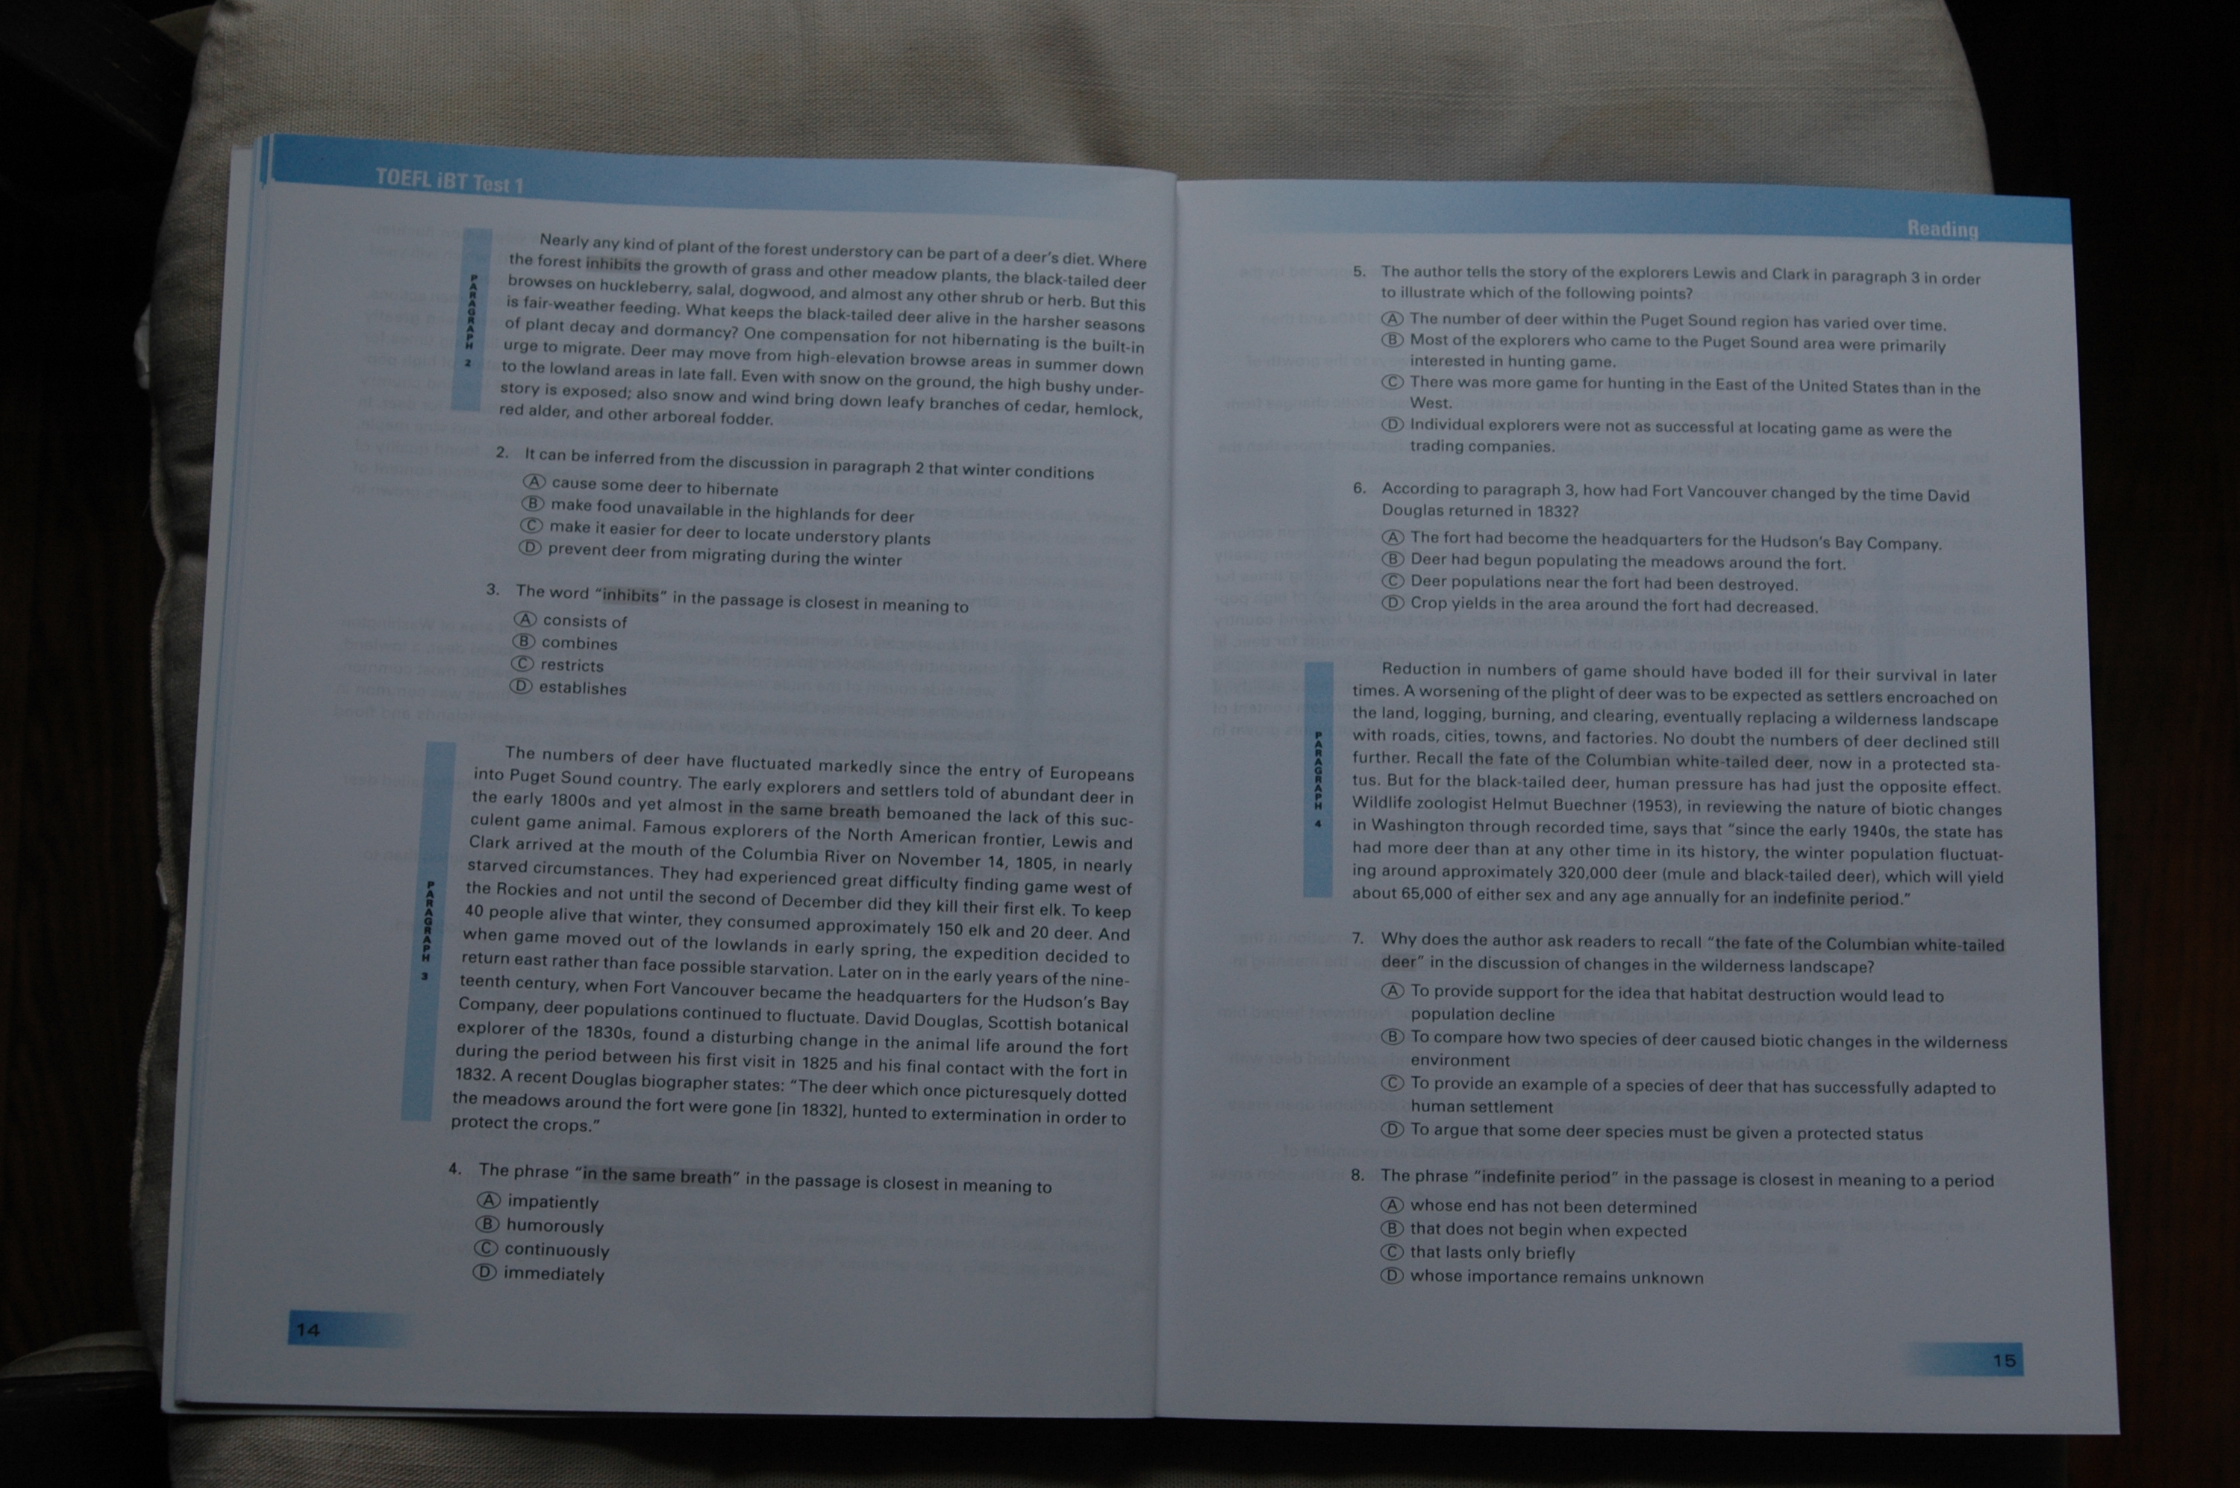 TOEFL iBT Test 1
PARAGRAPH 2
Nearly any kind of plant of the forest understory can be part of a deer's diet. Where
the forest inhibits the growth of grass and other meadow plants, the black-tailed deer
browses on huckleberry, salal, dogwood, and almost any other shrub or herb. But this
is fair-weather feeding. What keeps the black-tailed deer alive in the harsher seasons
of plant decay and dormancy? One compensation for not hibernating is the built-in
urge to migrate. Deer may move from high-elevation browse areas in summer down
to the lowland areas in late fall. Even with snow on the ground, the high bushy under-
story is exposed; also snow and wind bring down leafy branches of cedar, hemlock,
red alder, and other arboreal fodder.
2. It can be inferred from the discussion in paragraph 2 that winter conditions
A cause some deer to hibernate
B make food unavailable in the highlands for deer
C make it easier for deer to locate understory plants
D prevent deer from migrating during the winter
3. The word "inhibits" in the passage is closest in meaning to
A consists of
B combines
C restricts
D establishes
PARAGRAPH 3
The numbers of deer have fluctuated markedly since the entry of Europeans
into Puget Sound country. The early explorers and settlers told of abundant deer in
the early 1800s and yet almost in the same breath bemoaned the lack of this suc-
culent game animal. Famous explorers of the North American frontier, Lewis and
Clark arrived at the mouth of the Columbia River on November 14, 1805, in nearly
starved circumstances. They had experienced great difficulty finding game west of
the Rockies and not until the second of December did they kill their first elk. To keep
40 people alive that winter, they consumed approximately 150 elk and 20 deer. And
when game moved out of the lowlands in early spring, the expedition decided to
return east rather than face possible starvation. Later on in the early years of the nine-
teenth century, when Fort Vancouver became the headquarters for the Hudson's Bay
Company, deer populations continued to fluctuate. David Douglas, Scottish botanical
explorer of the 1830s, found a disturbing change in the animal life around the fort
during the period between his first visit in 1825 and his final contact with the fort in
1832. A recent Douglas biographer states: "The deer which once picturesquely dotted
the meadows around the fort were gone [in 1832], hunted to extermination in order to
protect the crops."
4. The phrase "in the same breath" in the passage is closest in meaning to
A impatiently
B humorously
C continuously
D immediately
14
Reading
5. The author tells the story of the explorers Lewis and Clark in paragraph 3 in order
to illustrate which of the following points?
A The number of deer within the Puget Sound region has varied over time.
B Most of the explorers who came to the Puget Sound area were primarily
interested in hunting game.
C There was more game for hunting in the East of the United States than in the
West.
D Individual explorers were not as successful at locating game as were the
trading companies.
6. According to paragraph 3, how had Fort Vancouver changed by the time David
Douglas returned in 1832?
A The fort had become the headquarters for the Hudson's Bay Company.
B Deer had begun populating the meadows around the fort.
C Deer populations near the fort had been destroyed.
D Crop yields in the area around the fort had decreased.
PARAGRAPH 4
Reduction in numbers of game should have boded ill for their survival in later
times. A worsening of the plight of deer was to be expected as settlers encroached on
the land, logging, burning, and clearing, eventually replacing a wilderness landscape
with roads, cities, towns, and factories. No doubt the numbers of deer declined still
further. Recall the fate of the Columbian white-tailed deer, now in a protected sta-
tus. But for the black-tailed deer, human pressure has had just the opposite effect.
Wildlife zoologist Helmut Buechner (1953), in reviewing the nature of biotic changes
in Washington through recorded time, says that "since the early 1940s, the state has
had more deer than at any other time in its history, the winter population fluctuat-
ing around approximately 320,000 deer (mule and black-tailed deer), which will yield
about 65,000 of either sex and any age annually for an indefinite period."
7. Why does the author ask readers to recall "the fate of the Columbian white-tailed
deer" in the discussion of changes in the wilderness landscape?
A To provide support for the idea that habitat destruction would lead to
population decline
B To compare how two species of deer caused biotic changes in the wilderness
environment
C To provide an example of a species of deer that has successfully adapted to
human settlement
D To argue that some deer species must be given a protected status
8. The phrase "indefinite period" in the passage is closest in meaning to a period
A whose end has not been determined
B that does not begin when expected
C that lasts only briefly
D whose importance remains unknown
15